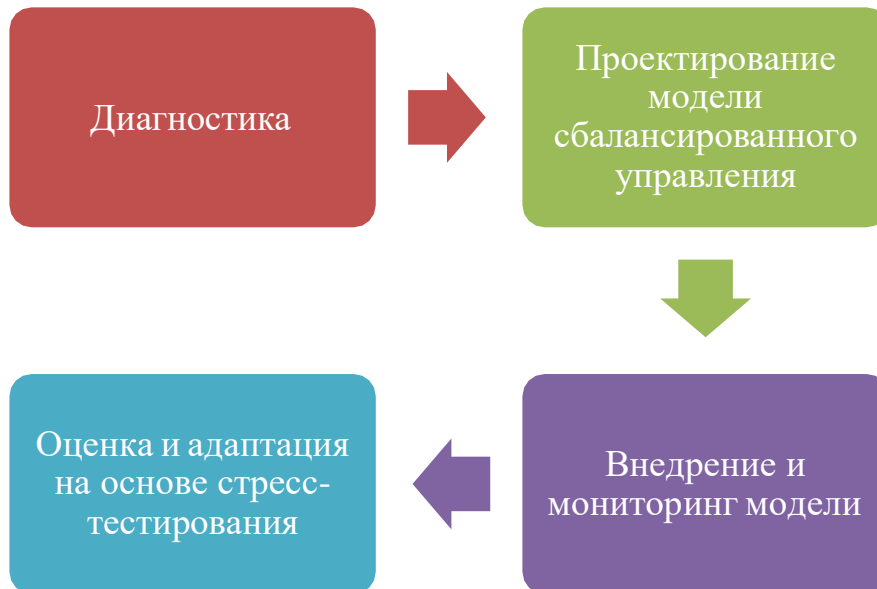 Диагностика
Проектирование
модели
сбалансированного
управления
Внедрение и
мониторинг модели
Оценка и адаптация
на основе стресс-
тестирования